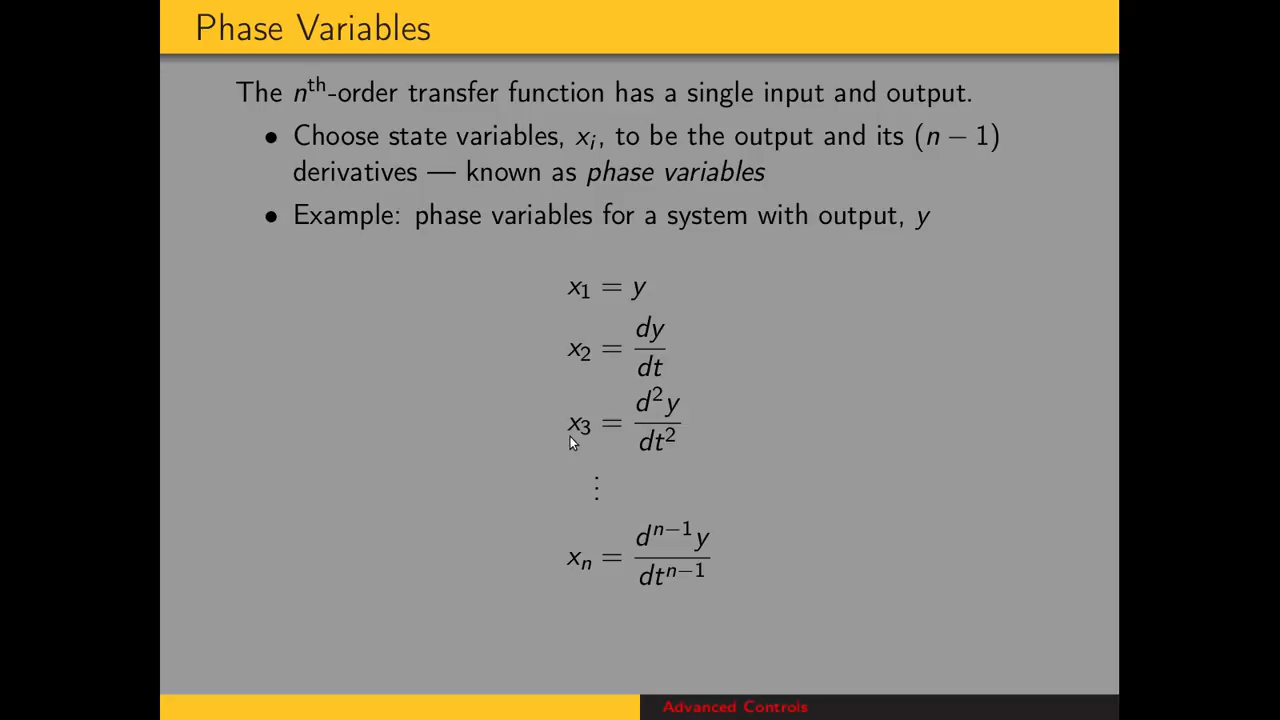 Phase Variables
The nᵗʰ-order transfer function has a single input and output.
• Choose state variables, xᵢ, to be the output and its (n − 1)
derivatives — known as phase variables
• Example: phase variables for a system with output, y
x₁ = y
x₂ = dy/dt
x₃ = d²y/dt²
⋮
xₙ = dⁿ⁻¹y/dtⁿ⁻¹
Advanced Controls